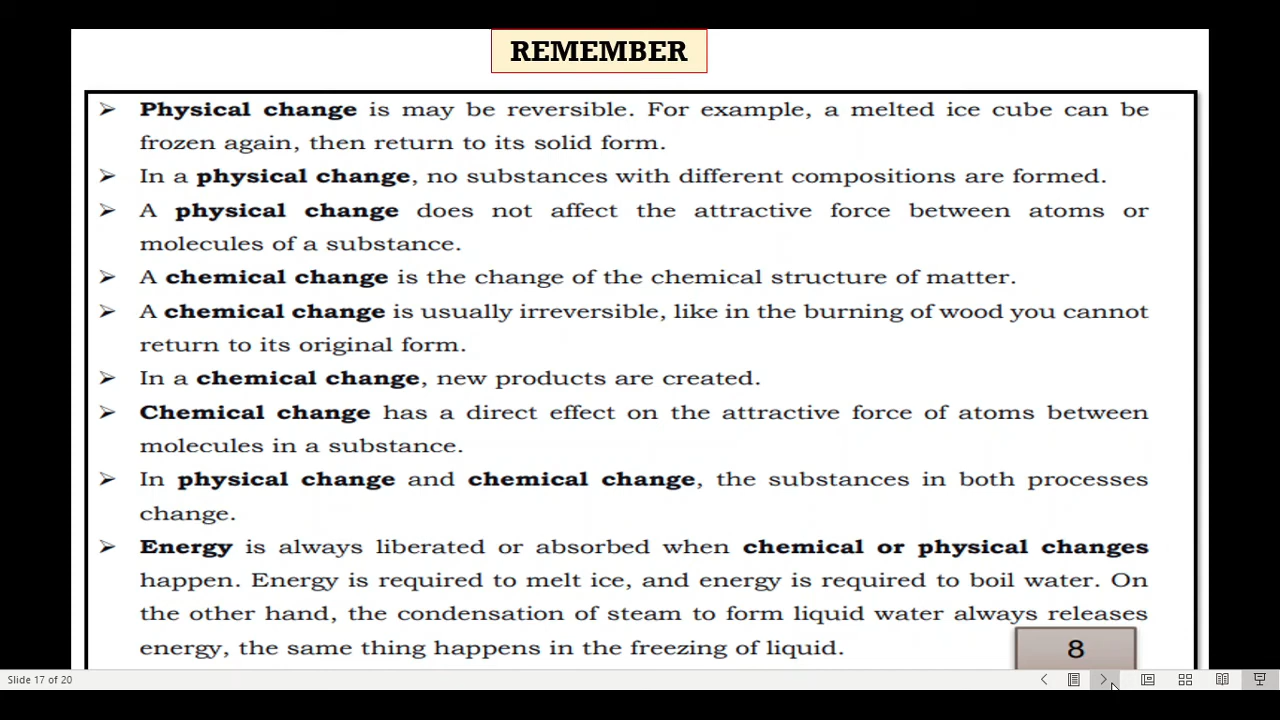 REMEMBER
➢ Physical change is may be reversible. For example, a melted ice cube can be
frozen again, then return to its solid form.
➢ In a physical change, no substances with different compositions are formed.
➢ A physical change does not affect the attractive force between atoms or
molecules of a substance.
➢ A chemical change is the change of the chemical structure of matter.
➢ A chemical change is usually irreversible, like in the burning of wood you cannot
return to its original form.
➢ In a chemical change, new products are created.
➢ Chemical change has a direct effect on the attractive force of atoms between
molecules in a substance.
➢ In physical change and chemical change, the substances in both processes
change.
➢ Energy is always liberated or absorbed when chemical or physical changes
happen. Energy is required to melt ice, and energy is required to boil water. On
the other hand, the condensation of steam to form liquid water always releases
energy, the same thing happens in the freezing of liquid.
8
Slide 17 of 20